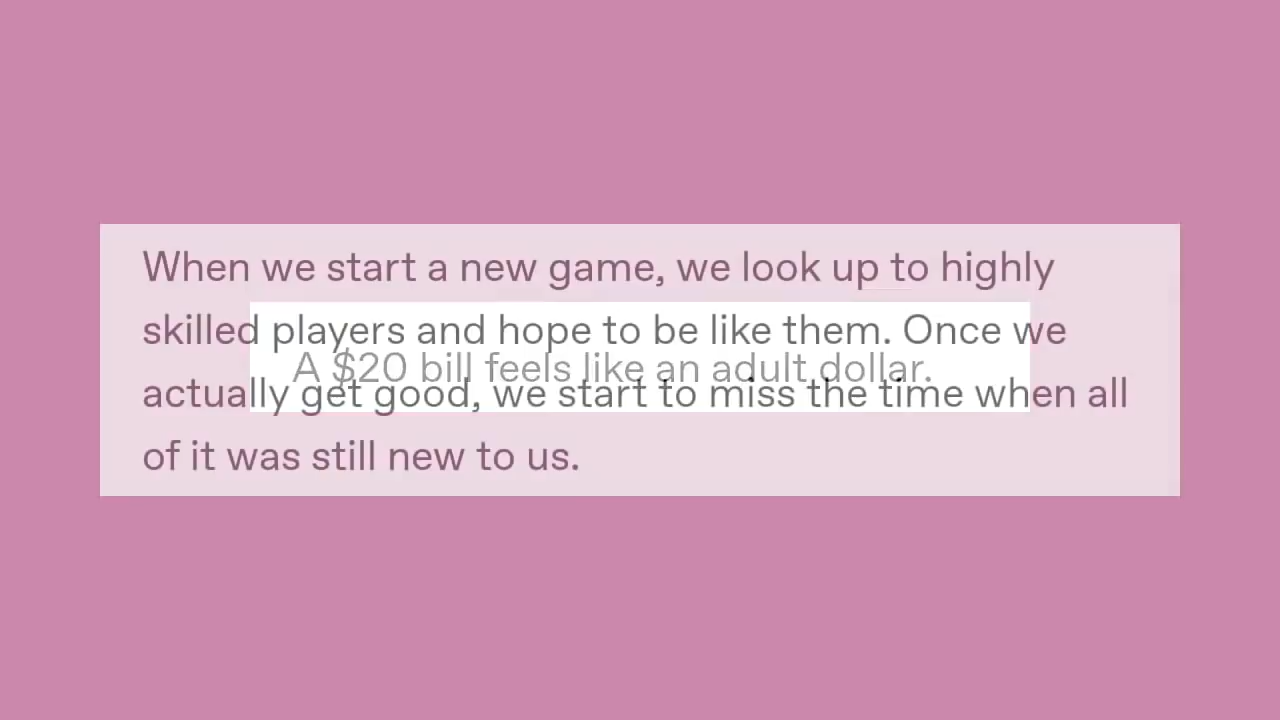 When we start a new game, we look up to highly
skilled players and hope to be like them. Once we
A $20 bill feels like an adult dollar.
actually get good, we start to miss the time when all
of it was still new to us.